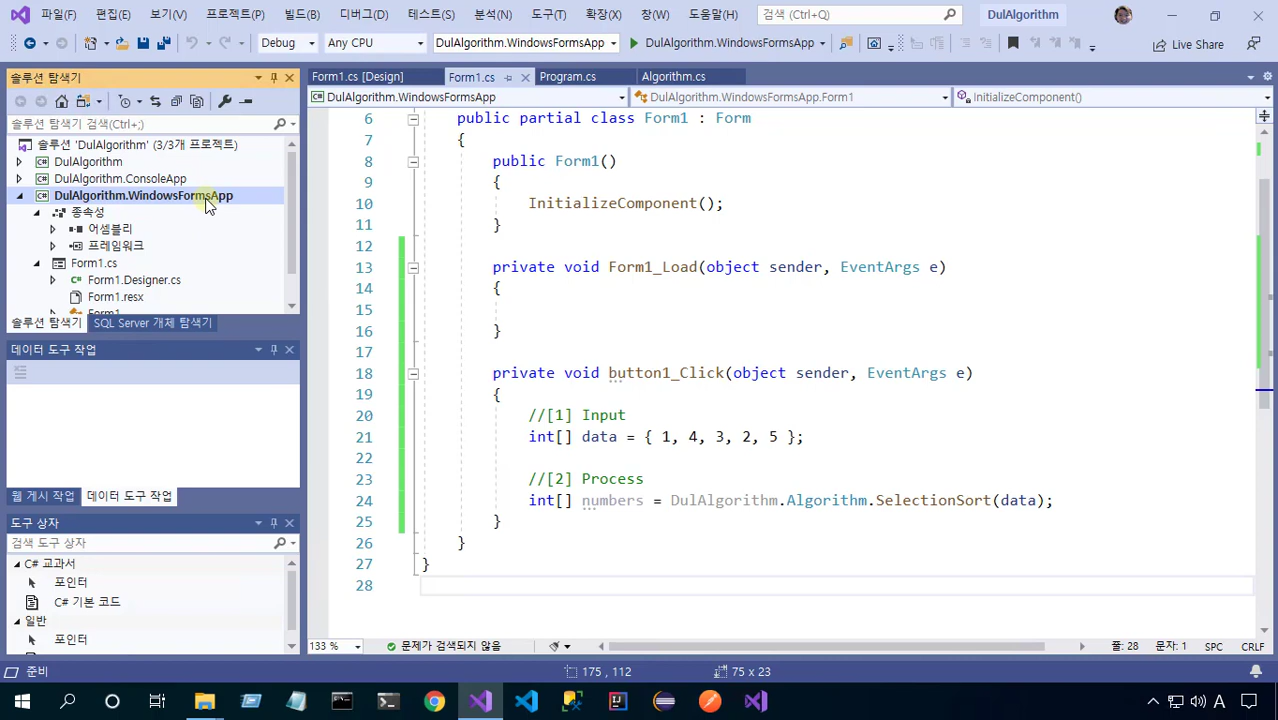 파일(F) 편집(E) 보기(V) 프로젝트(P) 빌드(B) 디버그(D) 테스트(S) 분석(N) 도구(T) 확장(X) 창(W) 도움말(H) 검색 (Ctrl+Q) DulAlgorithm
Debug Any CPU DulAlgorithm.WindowsFormsApp DulAlgorithm.WindowsFormsApp Live Share
솔루션 탐색기
솔루션 탐색기 검색(Ctrl+;)
솔루션 'DulAlgorithm' (3/3개 프로젝트)
DulAlgorithm
DulAlgorithm.ConsoleApp
DulAlgorithm.WindowsFormsApp
종속성
어셈블리
프레임워크
Form1.cs
Form1.Designer.cs
Form1.resx
Form1
솔루션 탐색기 SQL Server 개체 탐색기
데이터 도구 작업
웹 게시 작업 데이터 도구 작업
도구 상자
검색 도구 상자
C# 교과서
포인터
C# 기본 코드
일반
포인터
Form1.cs [Design] Form1.cs Program.cs Algorithm.cs
DulAlgorithm.WindowsFormsApp DulAlgorithm.WindowsFormsApp.Form1 InitializeComponent()
6 public partial class Form1 : Form
7 {
8 public Form1()
9 {
10 InitializeComponent();
11 }
12
13 private void Form1_Load(object sender, EventArgs e)
14 {
15
16 }
17
18 private void button1_Click(object sender, EventArgs e)
19 {
20 //[1] Input
21 int[] data = { 1, 4, 3, 2, 5 };
22
23 //[2] Process
24 int[] numbers = DulAlgorithm.Algorithm.SelectionSort(data);
25 }
26 }
27 }
28
133 % 문제가 검색되지 않음 줄: 28 문자: 1 SPC CRLF
준비 175 , 112 75 x 23
A